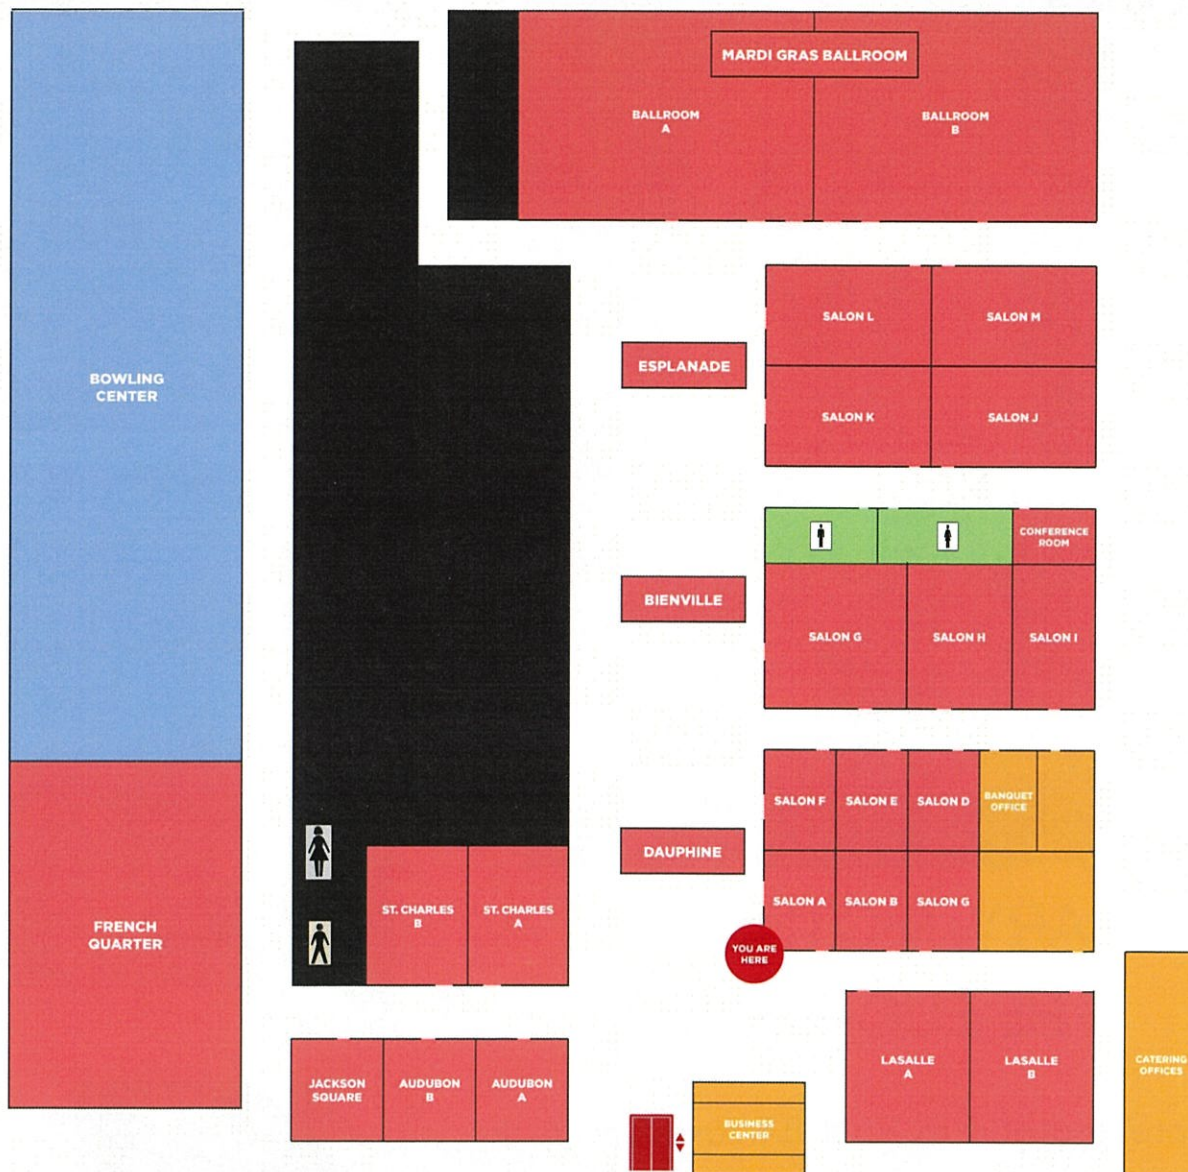 MARDI GRAS BALLROOM
BALLROOM
A
BALLROOM
B
SALON L
SALON M
ESPLANADE
BOWLING
CENTER
SALON K
SALON J
CONFERENCE
ROOM
BIENVILLE
SALON G
SALON H
SALON I
SALON F
SALON E
SALON D
BANQUET
OFFICE
DAUPHINE
SALON A
SALON B
SALON G
ST. CHARLES
B
ST. CHARLES
A
FRENCH
QUARTER
YOU ARE
HERE
LASALLE
A
LASALLE
B
CATERING
OFFICES
JACKSON
SQUARE
AUDUBON
B
AUDUBON
A
BUSINESS
CENTER